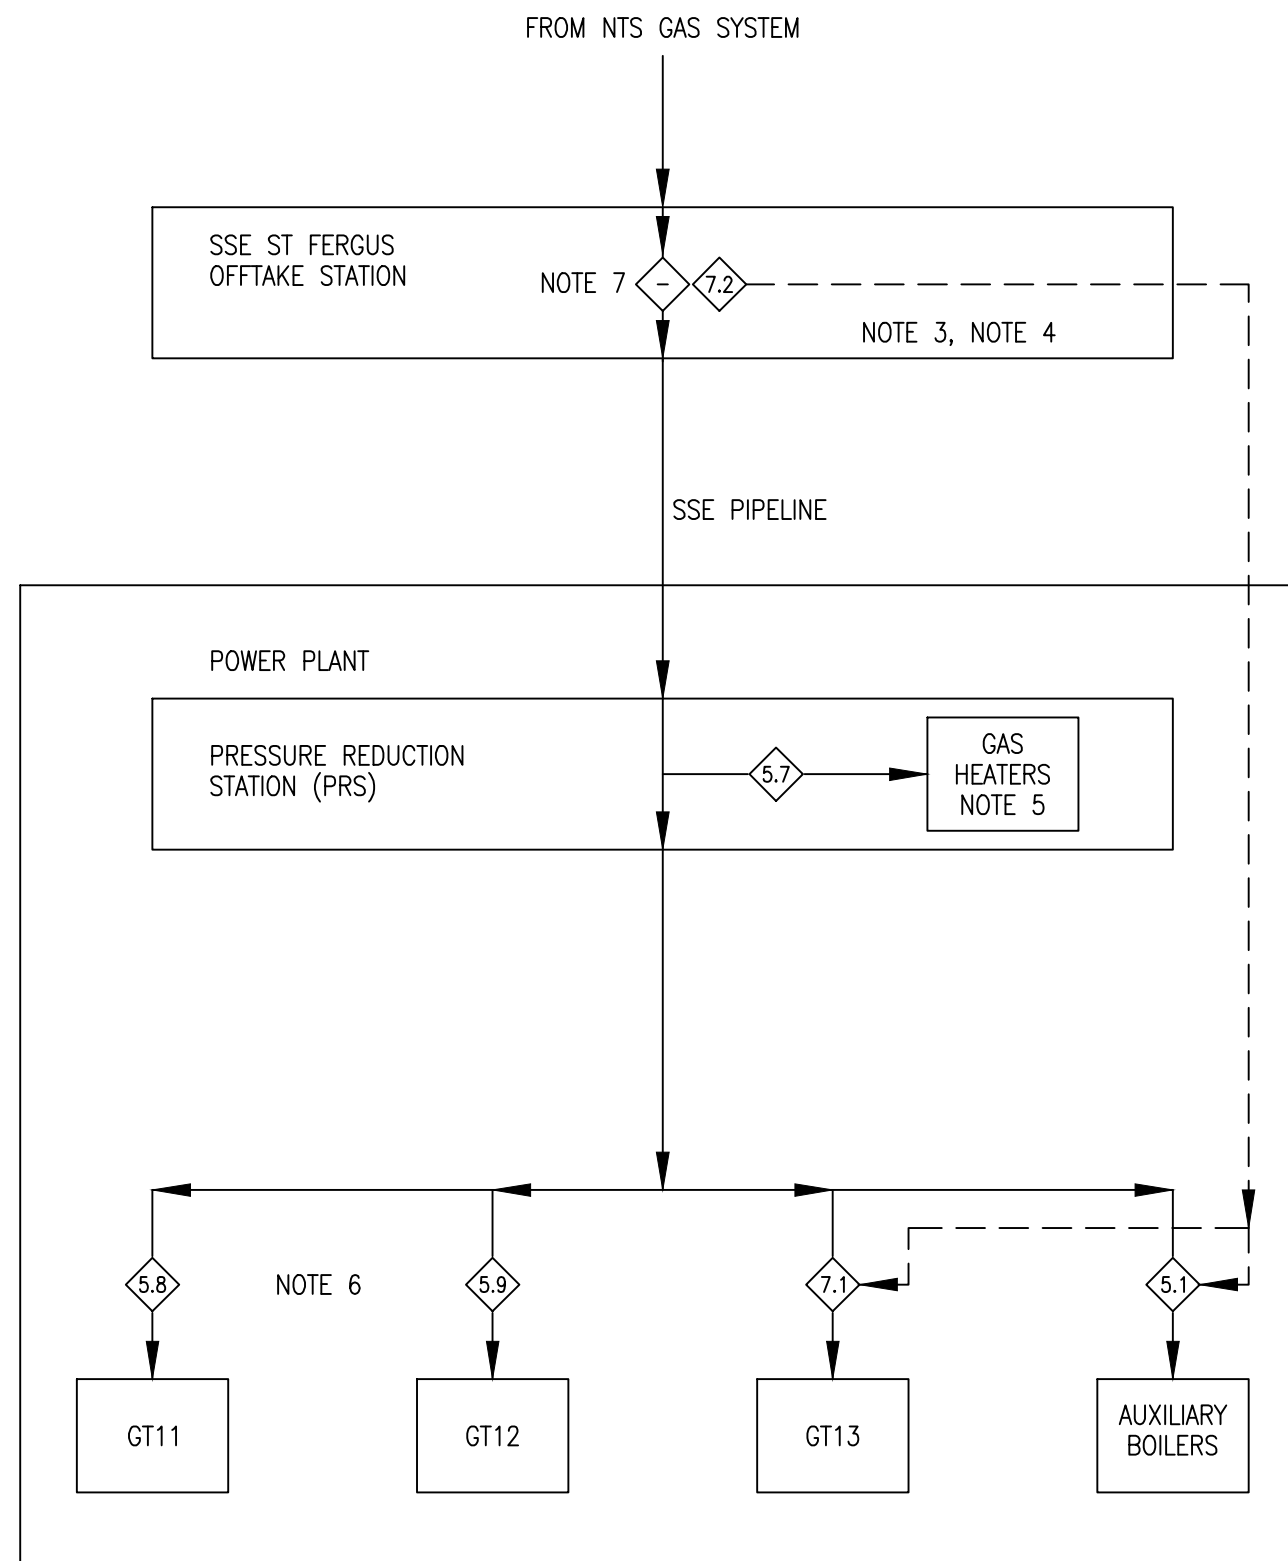 FROM NTS GAS SYSTEM
SSE ST FERGUS
OFFTAKE STATION
NOTE 7
-
7.2
NOTE 3, NOTE 4
SSE PIPELINE
POWER PLANT
PRESSURE REDUCTION
STATION (PRS)
5.7
GAS
HEATERS
NOTE 5
5.8
NOTE 6
5.9
7.1
5.1
GT11
GT12
GT13
AUXILIARY
BOILERS